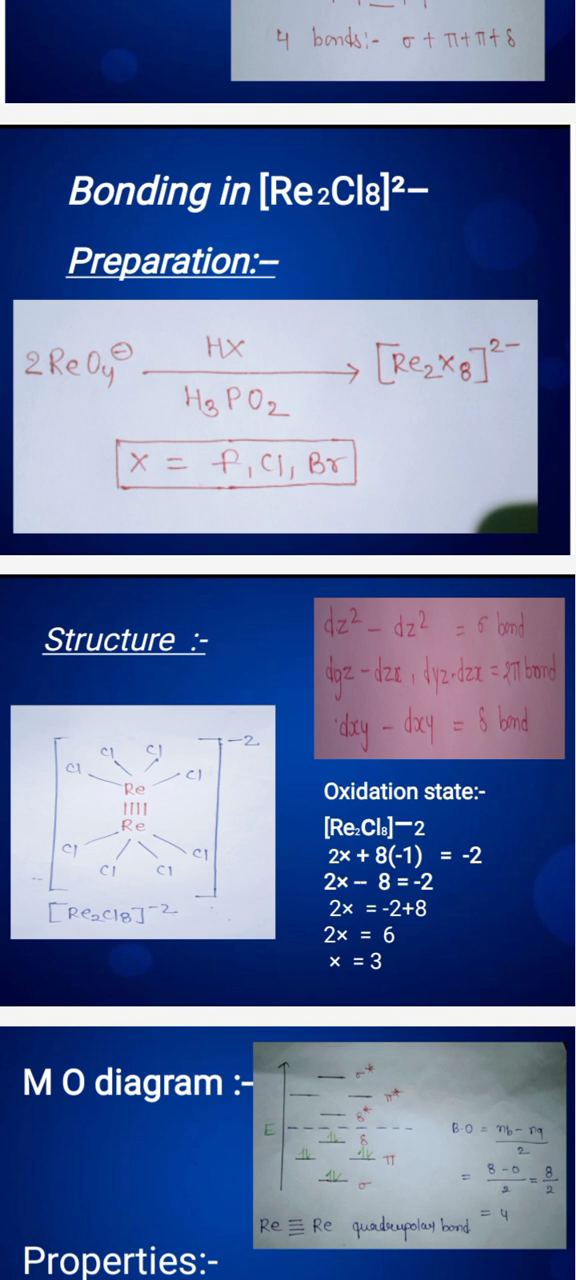 4 bonds:- σ + π + π + δ
Bonding in [Re₂Cl₈]²–
Preparation:–
2ReO₄⊖ HX → [Re₂X₈]²⁻
H₃PO₂
X = F, Cl, Br
Structure :-
dz² – dz² = σ bond
dyz – dzx, dyz-dzx = 2π bond
dxy – dxy = δ bond
-2
Cl Cl
Cl Cl
Re
Re
Cl Cl
Cl Cl
[Re₂Cl₈]⁻²
Oxidation state:-
[Re₂Cl₈]–2
2x + 8(-1) = -2
2x – 8 = -2
2x = -2+8
2x = 6
x = 3
M O diagram :-
σ*
π*
δ*
E
δ
π
σ
B.O = nb – na
2
= 8 – 0 = 8
2 2
= 4
Re ≣ Re quadrupolar bond
Properties:-